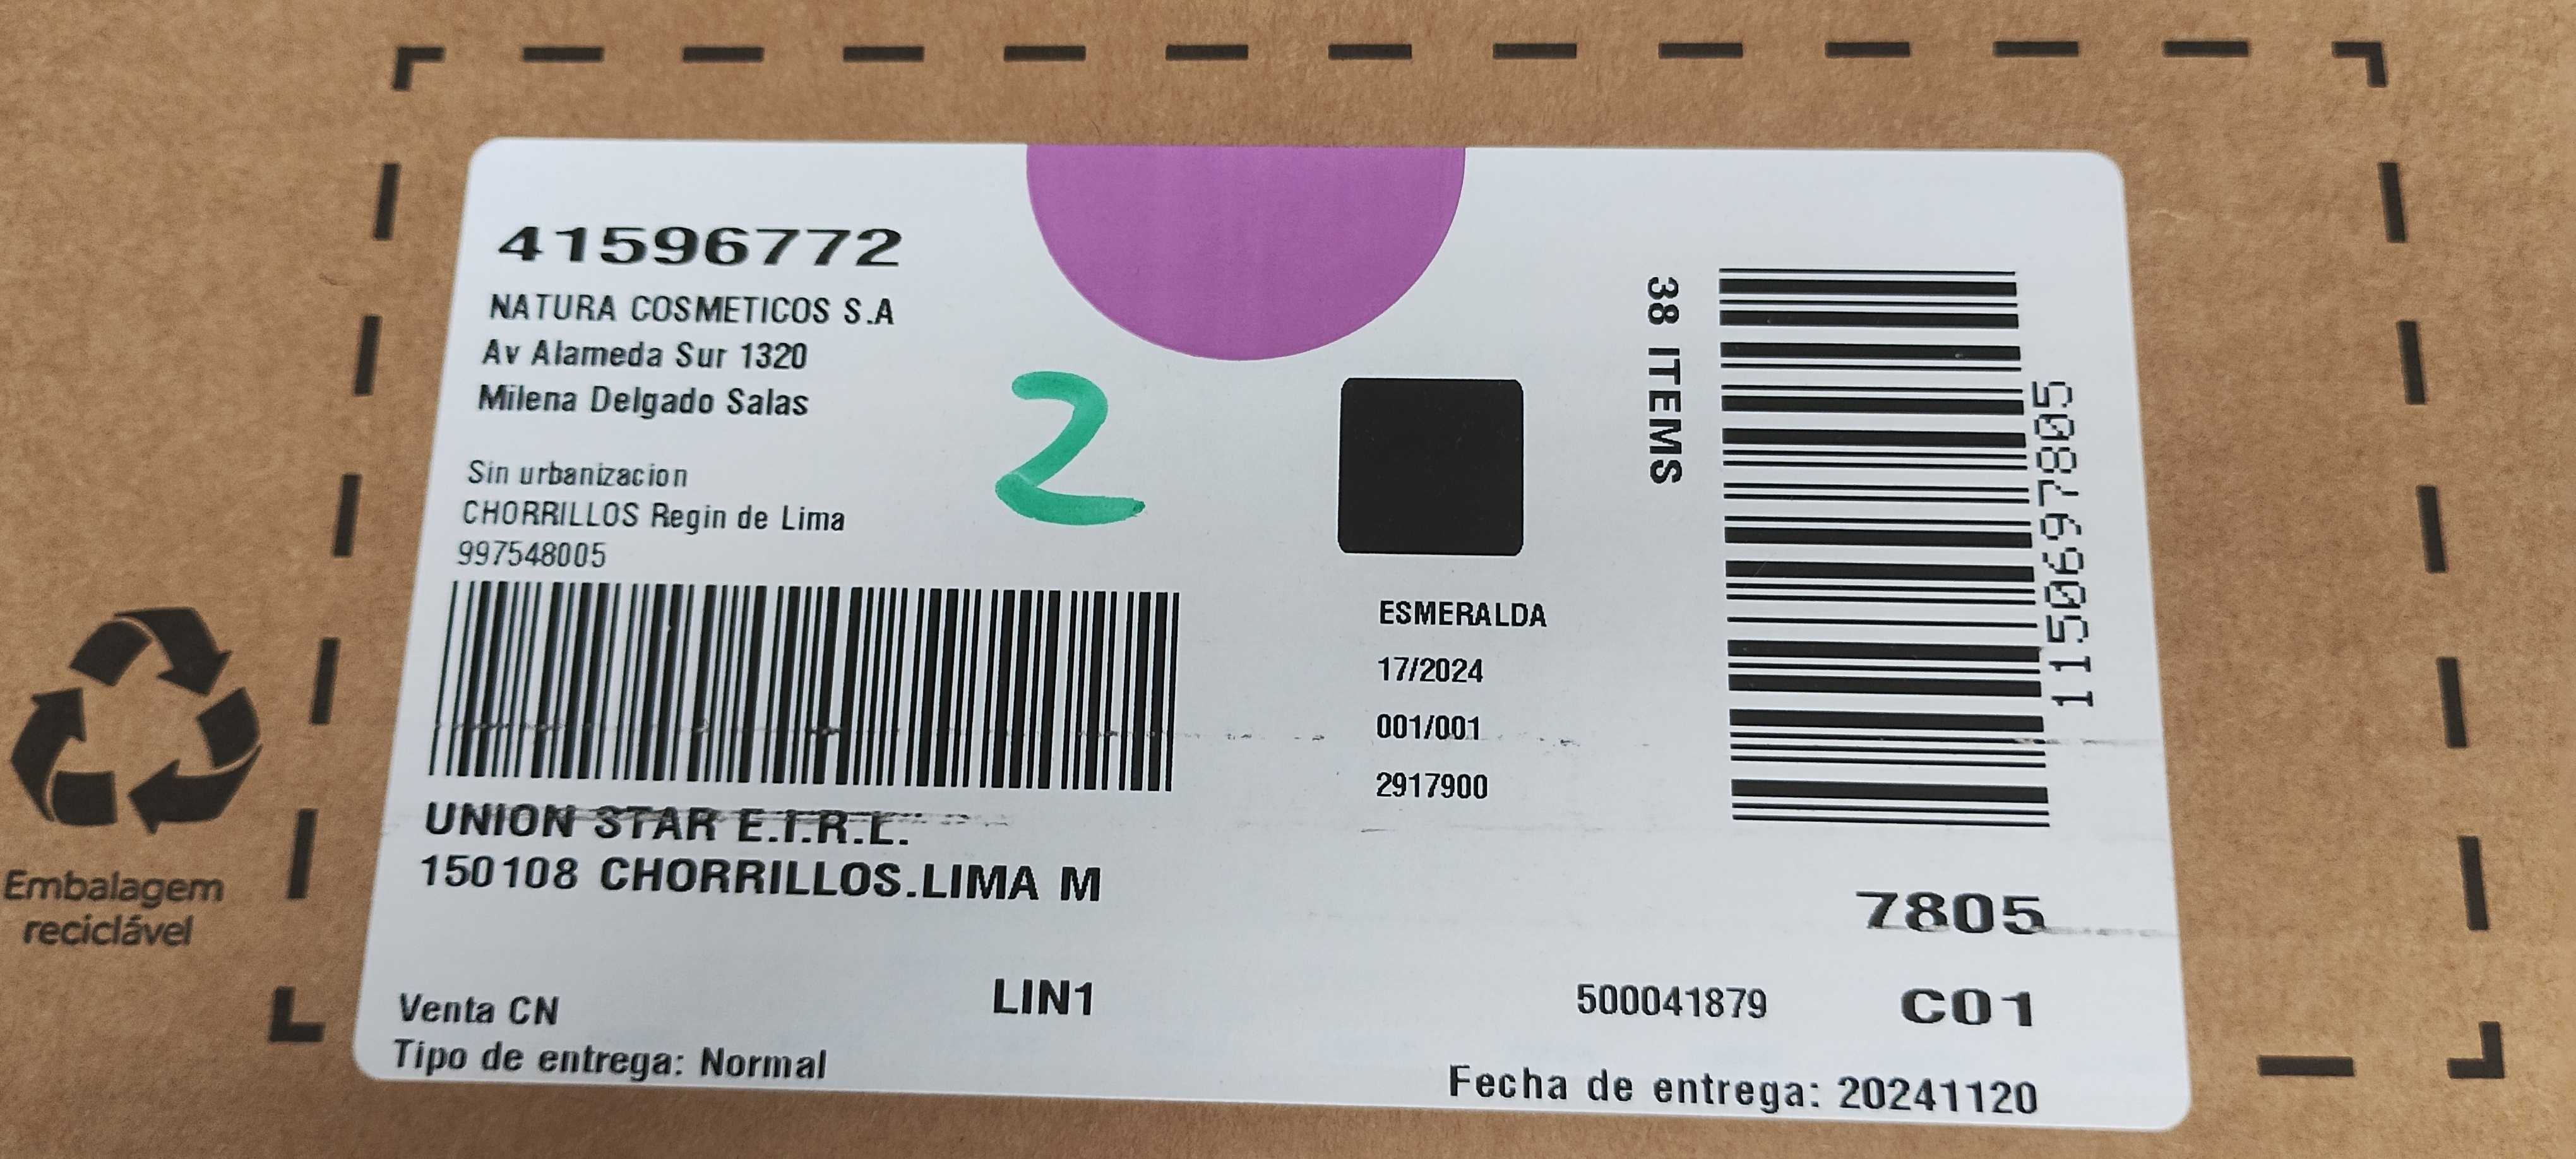 41596772
NATURA COSMETICOS S.A
Av Alameda Sur 1320
Milena Delgado Salas
2
Sin urbanizacion
CHORRILLOS Regin de Lima
997548005
38 ITEMS
1150697805
ESMERALDA
17/2024
001/001
2917900
UNION STAR E.I.R.L.
150108 CHORRILLOS.LIMA M
7805
Venta CN
LIN1
500041879
C01
Tipo de entrega: Normal
Fecha de entrega: 20241120
Embalagem
reciclável